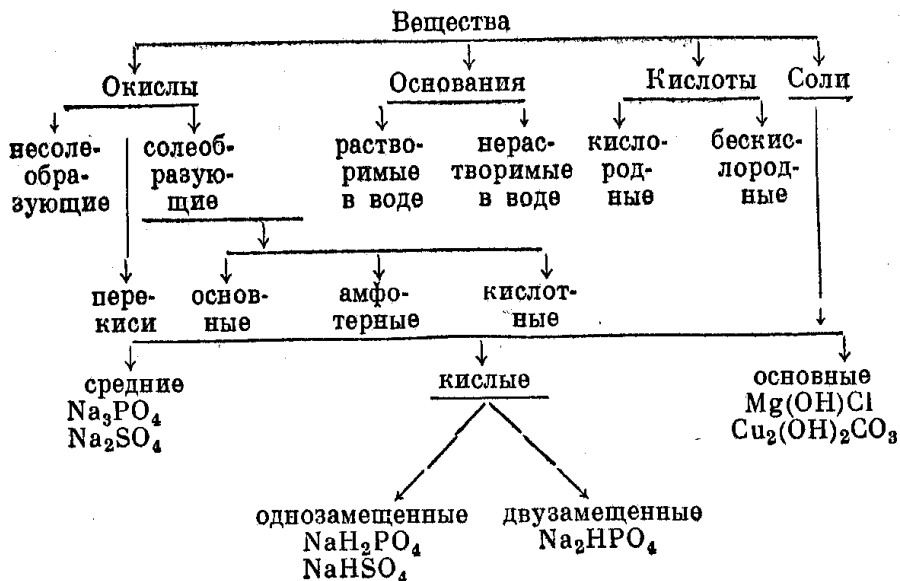 Вещества
Окислы Основания Кислоты Соли
несоле-
обра-
зующие
солеоб-
разую-
щие
раство-
римые
в воде
нерас-
творимые
в воде
кисло-
род-
ные
бескис-
лород-
ные
пере-
киси
основ-
ные
амфо-
терные
кислот-
ные
средние
Na₃PO₄
Na₂SO₄
кислые
основные
Mg(OH)Cl
Cu₂(OH)₂CO₃
однозамещенные
NaH₂PO₄
NaHSO₄
двузамещенные
Na₂HPO₄